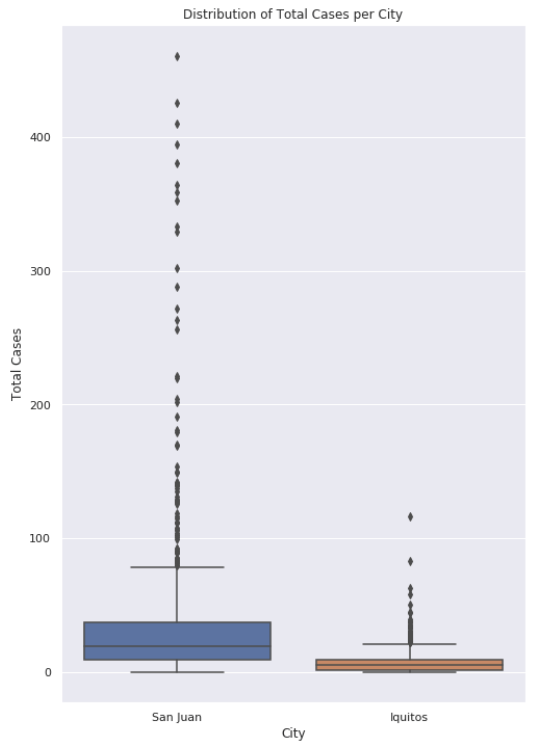 Distribution of Total Cases per City
400
300
200
100
0
Total Cases
San Juan
Iquitos
City